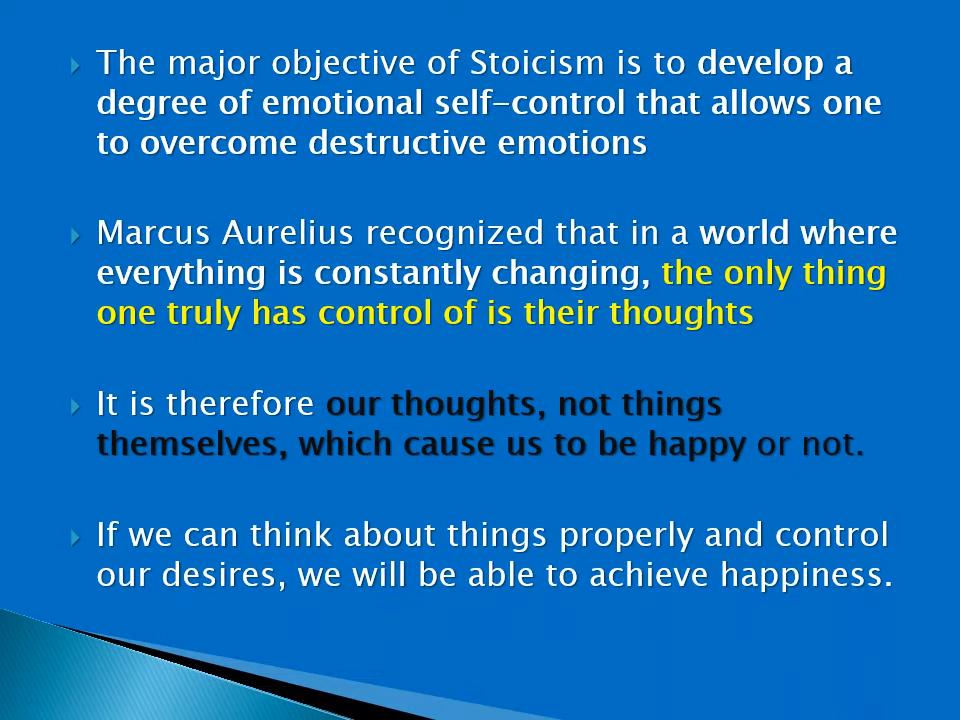 The major objective of Stoicism is to develop a
degree of emotional self-control that allows one
to overcome destructive emotions
Marcus Aurelius recognized that in a world where
everything is constantly changing, the only thing
one truly has control of is their thoughts
It is therefore our thoughts, not things
themselves, which cause us to be happy or not.
If we can think about things properly and control
our desires, we will be able to achieve happiness.